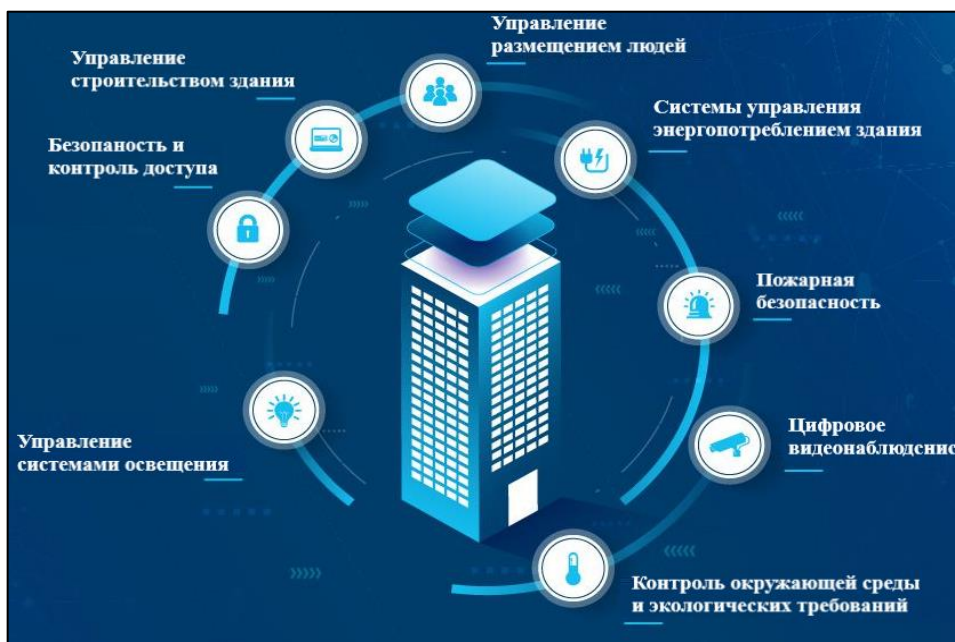 Управление
размещением людей
Управление
строительством здания
Системы управления
энергопотреблением здания
Безопаность и
контроль доступа
Пожарная
безопасность
Цифровое
видеонаблюдснис
Управление
системами освещения
Контроль окружающей среды
и экологических требований